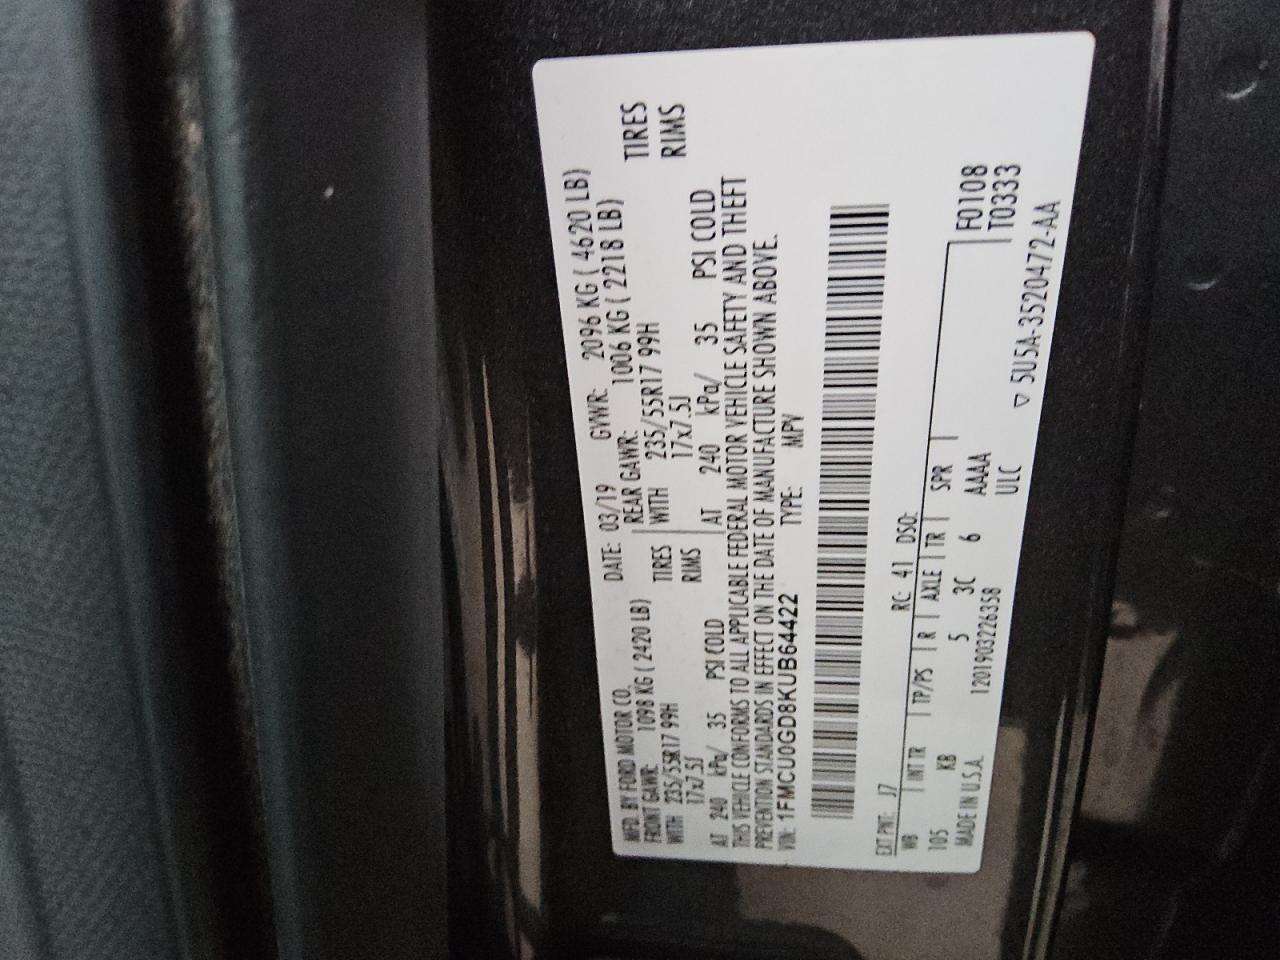 MFD. BY FORD MOTOR CO.
DATE: 03/19 GVWR: 2096 KG ( 4620 LB)
FRONT GAWR: 1098 KG ( 2420 LB) REAR GAWR: 1006 KG ( 2218 LB)
WITH 235/55R17 99H TIRES WITH 235/55R17 99H TIRES
17x7.5J RIMS 17x7.5J RIMS
AT 240 kPa/ 35 PSI COLD AT 240 kPa/ 35 PSI COLD
THIS VEHICLE CONFORMS TO ALL APPLICABLE FEDERAL MOTOR VEHICLE SAFETY AND THEFT
PREVENTION STANDARDS IN EFFECT ON THE DATE OF MANUFACTURE SHOWN ABOVE.
VIN: 1FMCU0GD8KUB64422 TYPE: MPV
EXT PNT: J7 RC: 41 DSO:
WB INT TR TP/PS R AXLE TR SPR F0108
105 KB 5 3C 6 AAAA T0333
MADE IN U.S.A. 1201903226358 ULC
▽ 5U5A-3520472-AA